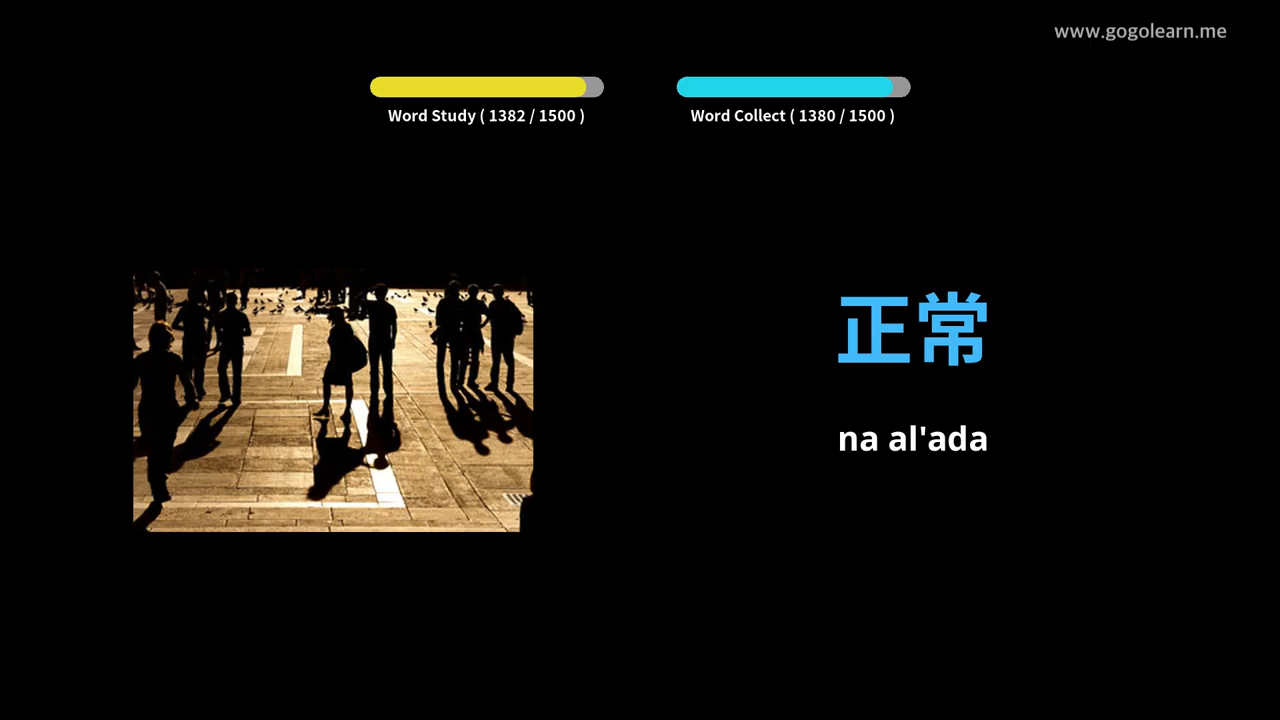 www.gogolearn.me
Word Study ( 1382 / 1500 )
Word Collect ( 1380 / 1500 )
正常
na al'ada